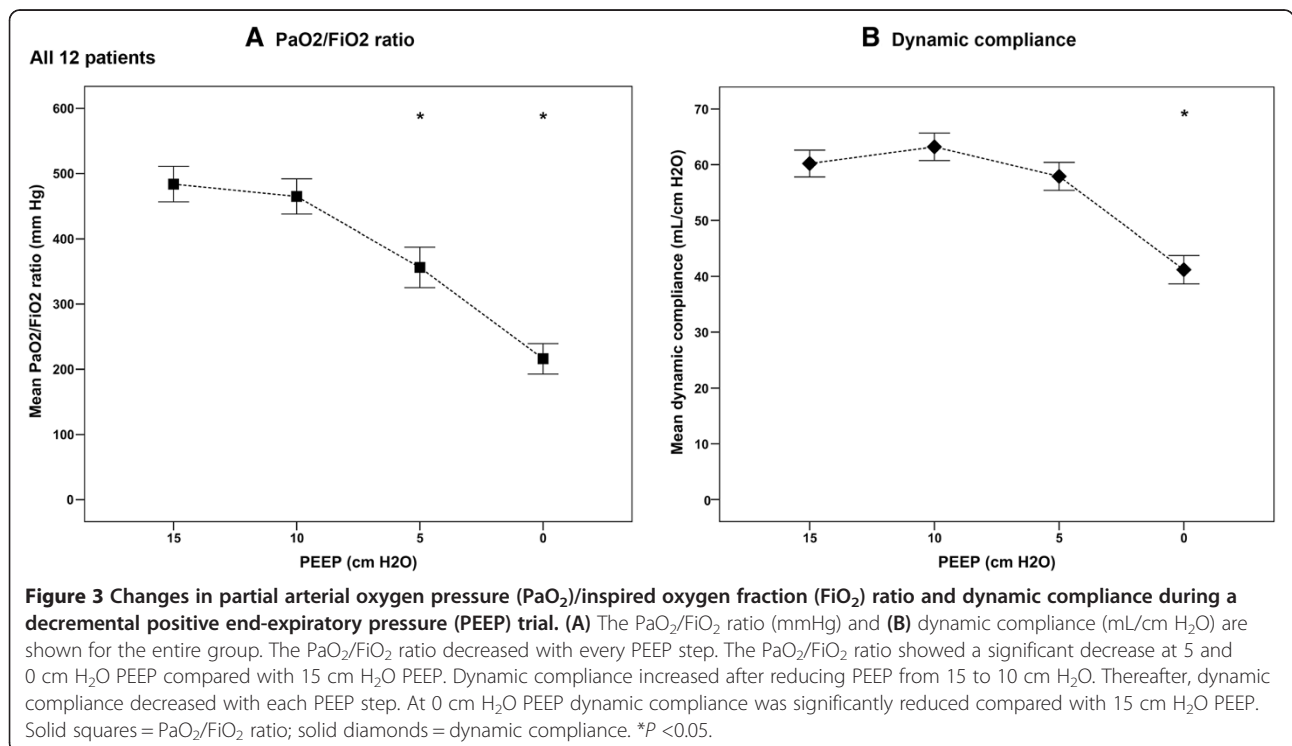 A PaO2/FiO2 ratio
B Dynamic compliance
All 12 patients
Mean PaO2/FiO2 ratio (mm Hg)
600
500
400
300
200
100
0
*
*
15
10
5
0
PEEP (cm H2O)
Mean dynamic compliance (mL/cm H2O)
70
60
50
40
30
20
10
0
*
15
10
5
0
PEEP (cm H2O)
Figure 3 Changes in partial arterial oxygen pressure (PaO₂)/inspired oxygen fraction (FiO₂) ratio and dynamic compliance during a
decremental positive end-expiratory pressure (PEEP) trial. (A) The PaO₂/FiO₂ ratio (mmHg) and (B) dynamic compliance (mL/cm H₂O) are
shown for the entire group. The PaO₂/FiO₂ ratio decreased with every PEEP step. The PaO₂/FiO₂ ratio showed a significant decrease at 5 and
0 cm H₂O PEEP compared with 15 cm H₂O PEEP. Dynamic compliance increased after reducing PEEP from 15 to 10 cm H₂O. Thereafter, dynamic
compliance decreased with each PEEP step. At 0 cm H₂O PEEP dynamic compliance was significantly reduced compared with 15 cm H₂O PEEP.
Solid squares = PaO₂/FiO₂ ratio; solid diamonds = dynamic compliance. *P <0.05.